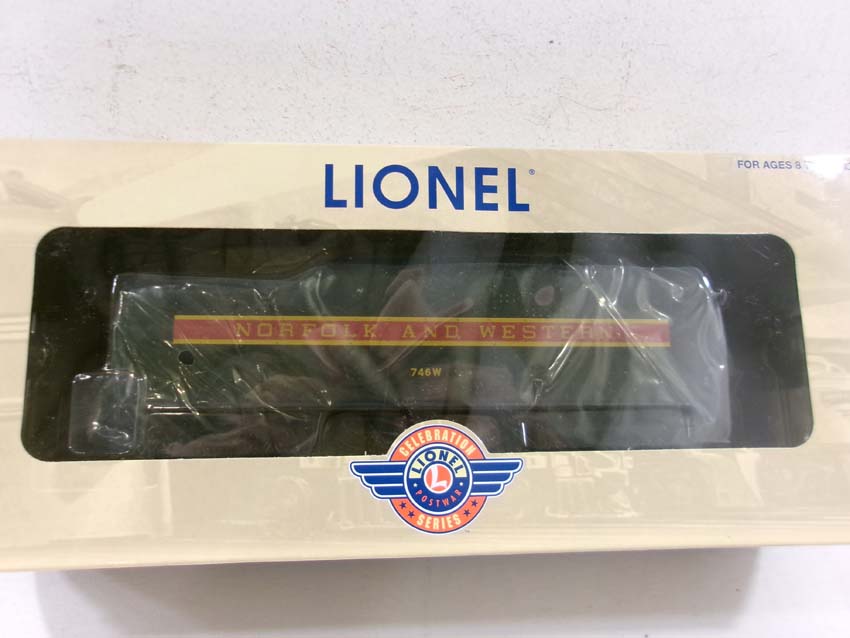 LIONEL®
FOR AGES 8
NORFOLK AND WESTERN
746W
CELEBRATION
LIONEL
L
POSTWAR
SERIES